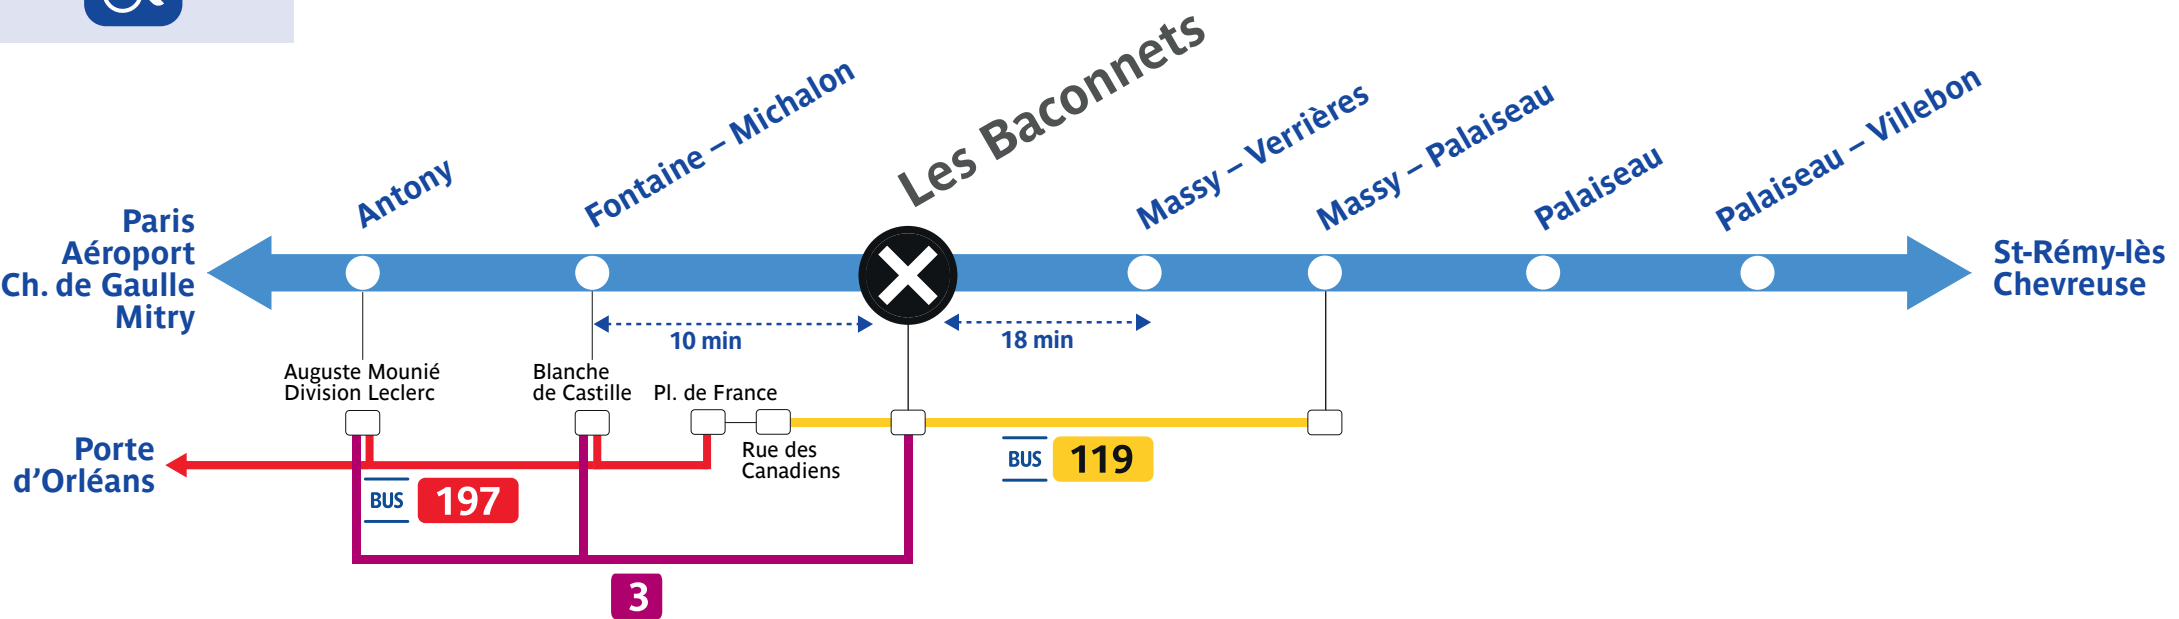 Les Baconnets
Antony
Fontaine – Michalon
Massy – Verrières
Massy – Palaiseau
Palaiseau
Palaiseau – Villebon
Paris
Aéroport
Ch. de Gaulle
Mitry
St-Rémy-lès
Chevreuse
10 min
18 min
Auguste Mounié
Division Leclerc
Blanche
de Castille
Pl. de France
Rue des
Canadiens
Porte
d’Orléans
BUS 197
BUS 119
3